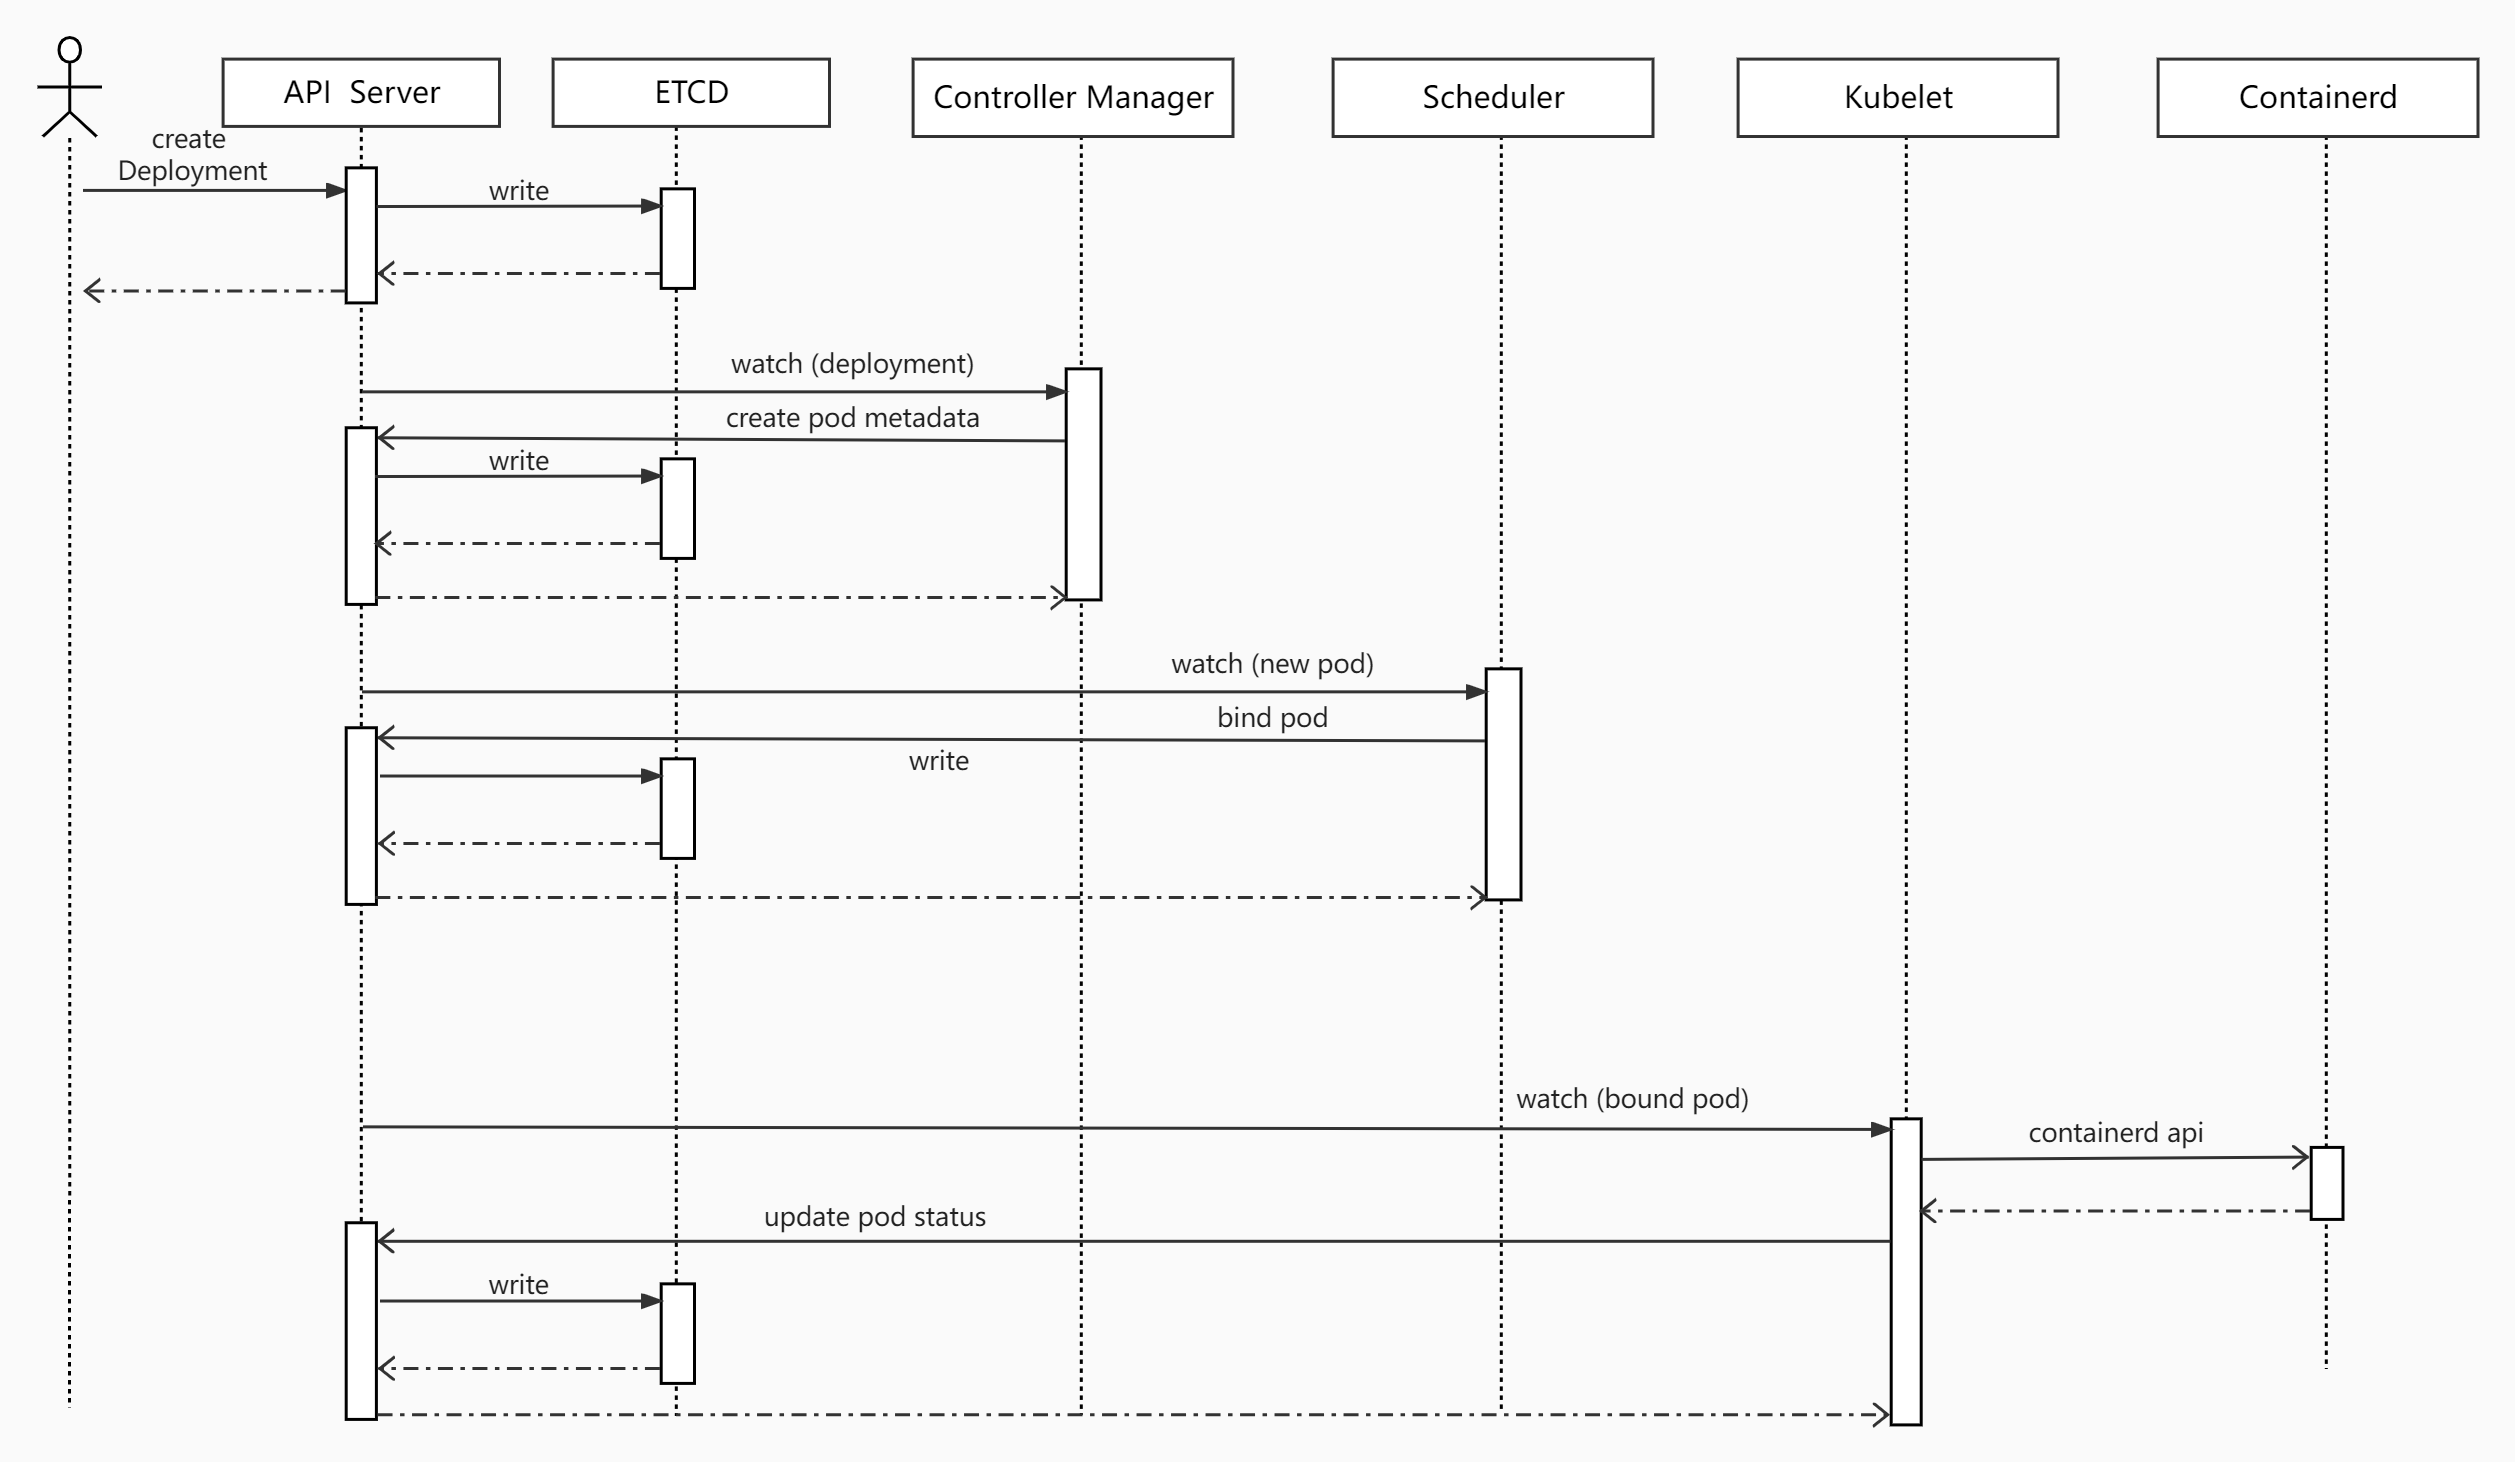 API  Server
ETCD
Controller Manager
Scheduler
Kubelet
Containerd
create
Deployment
write
watch (deployment)
create pod metadata
write
watch (new pod)
bind pod
write
watch (bound pod)
containerd api
update pod status
write